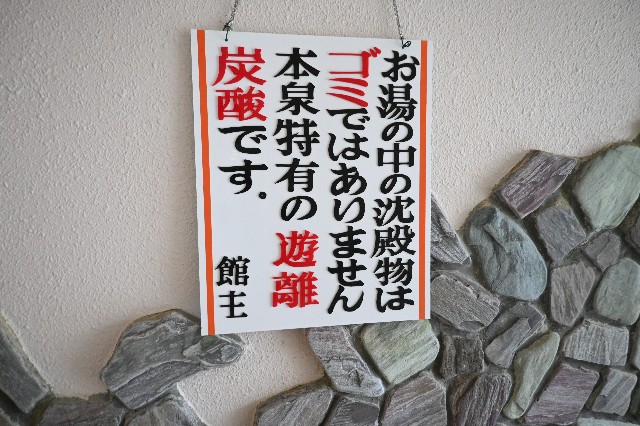 お湯の中の沈殿物は
ゴミではありません
本泉特有の遊離
炭酸です.
館主